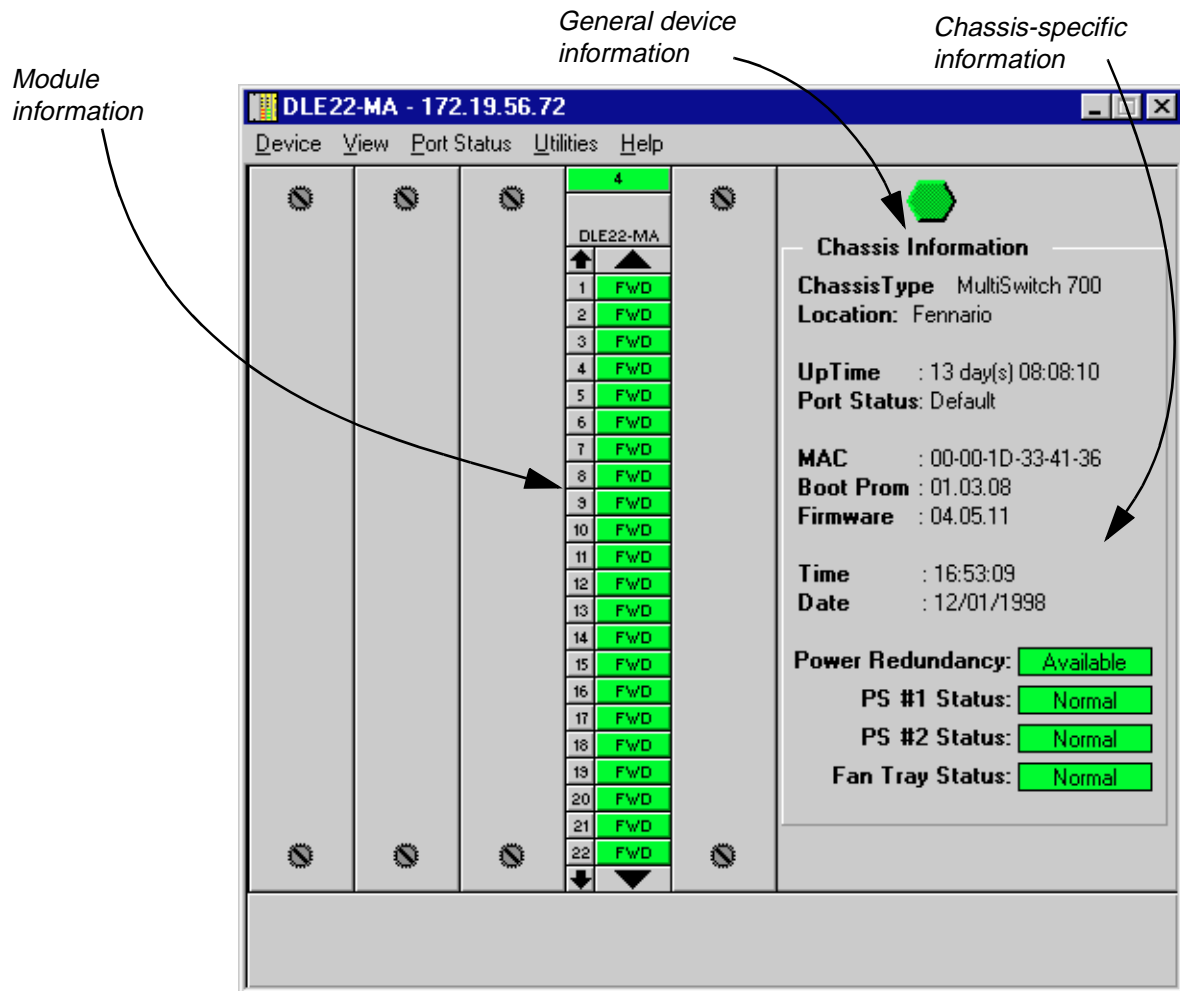 General device
information
Chassis-specific
information
Module
information
DLE22-MA - 172.19.56.72
Device View Port Status Utilities Help
4
DLE22-MA
1 FWD
2 FWD
3 FWD
4 FWD
5 FWD
6 FWD
7 FWD
8 FWD
9 FWD
10 FWD
11 FWD
12 FWD
13 FWD
14 FWD
15 FWD
16 FWD
17 FWD
18 FWD
19 FWD
20 FWD
21 FWD
22 FWD
Chassis Information
ChassisType MultiSwitch 700
Location: Fennario
UpTime : 13 day(s) 08:08:10
Port Status: Default
MAC : 00-00-1D-33-41-36
Boot Prom : 01.03.08
Firmware : 04.05.11
Time : 16:53:09
Date : 12/01/1998
Power Redundancy: Available
PS #1 Status: Normal
PS #2 Status: Normal
Fan Tray Status: Normal